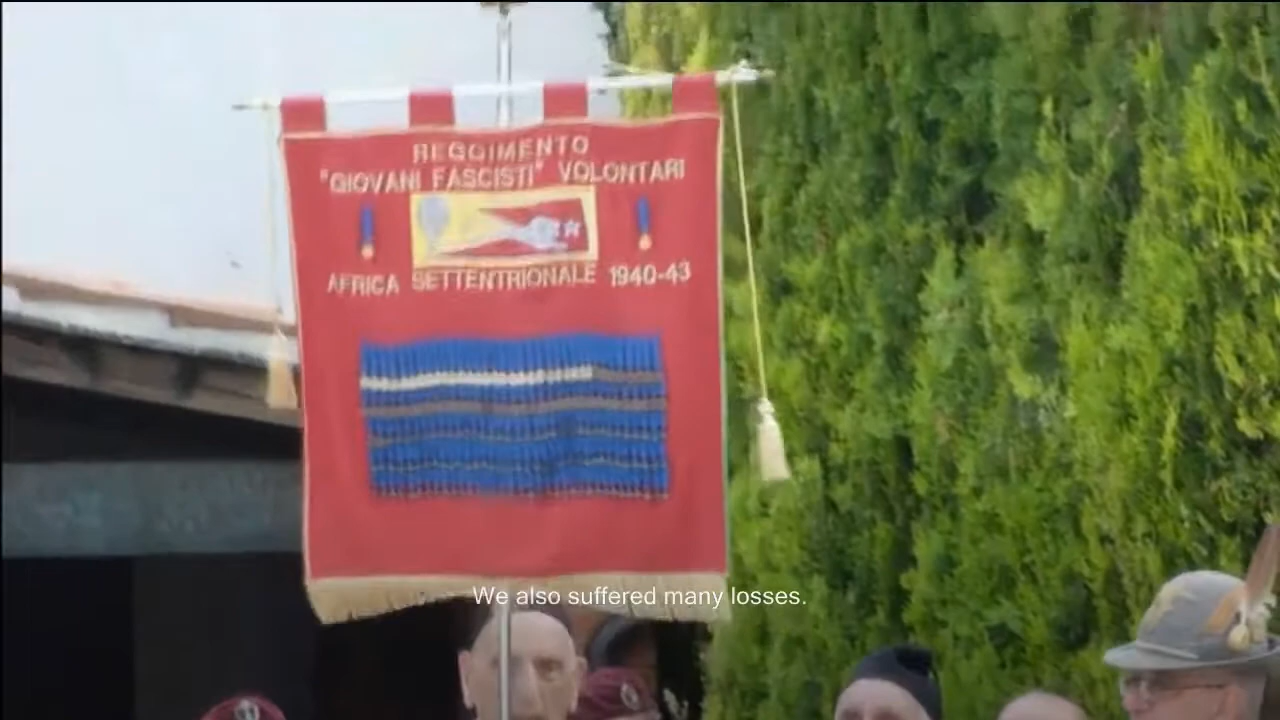 REGGIMENTO
"GIOVANI FASCISTI" VOLONTARI
AFRICA SETTENTRIONALE 1940-43
We also suffered many losses.